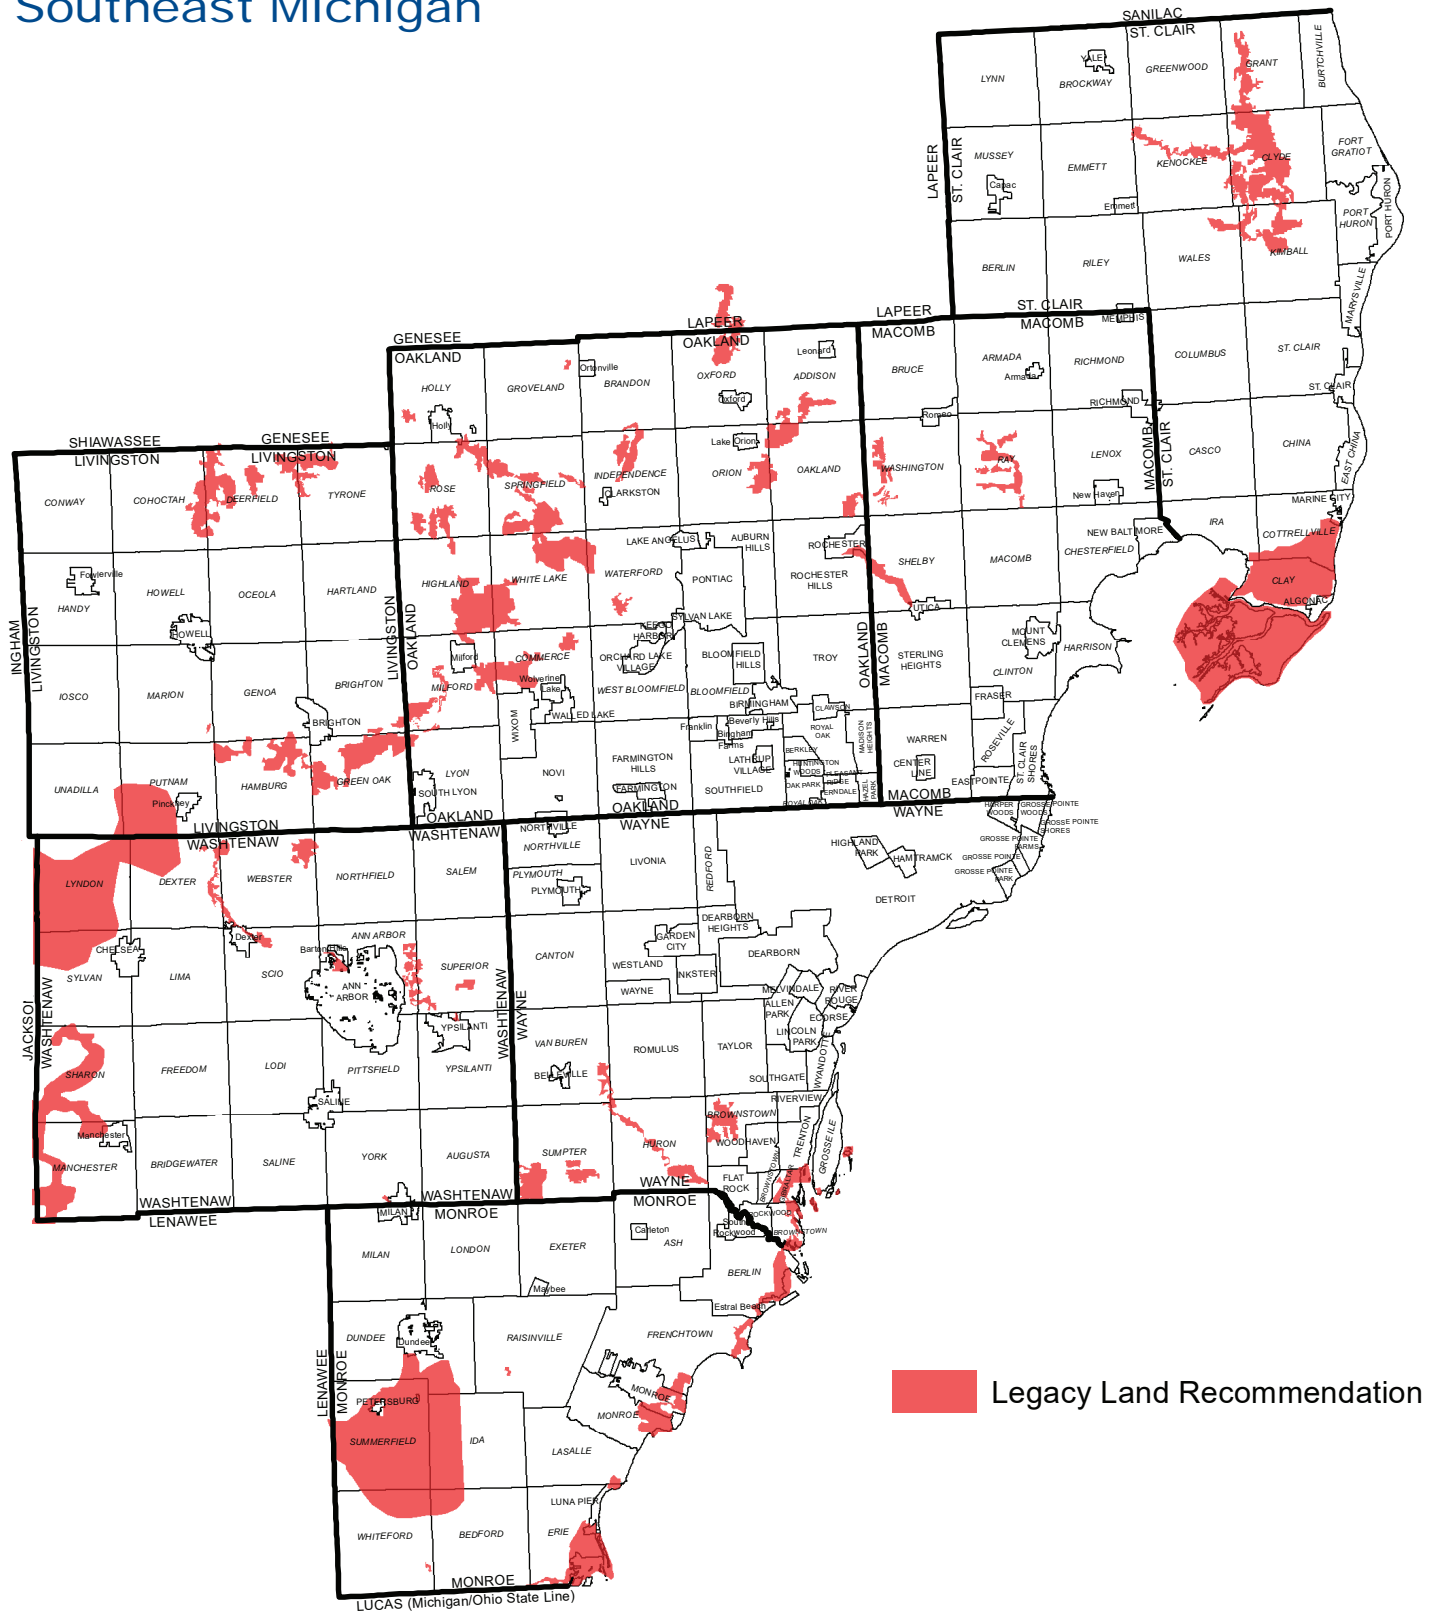 Southeast Michigan
SANILAC
ST. CLAIR
LYNN
YALE
BROCKWAY
GREENWOOD
GRANT
BURTCHVILLE
LAPEER
ST. CLAIR
MUSSEY
Capac
EMMETT
Emmett
KENOCKEE
CLYDE
FORT
GRATIOT
PORT
HURON
PORT HURON
BERLIN
RILEY
WALES
KIMBALL
MARYSVILLE
LAPEER
MACOMB
ST. CLAIR
MACOMB
MEMPHIS
LAPEER
OAKLAND
GENESEE
OAKLAND
HOLLY
Holly
GROVELAND
Ortonville
BRANDON
OXFORD
Oxford
Leonard
ADDISON
BRUCE
Romeo
ARMADA
Armada
RICHMOND
RICHMOND
COLUMBUS
ST. CLAIR
ST. CLAIR
SHIAWASSEE
LIVINGSTON
GENESEE
LIVINGSTON
CONWAY
COHOCTAH
DEERFIELD
TYRONE
ROSE
SPRINGFIELD
INDEPENDENCE
CLARKSTON
Lake Orion
ORION
OAKLAND
WASHINGTON
RAY
LENOX
New Haven
MACOMB
ST. CLAIR
CASCO
CHINA
EAST CHINA
MARINE CITY
IRA
COTTRELLVILLE
CLAY
ALGONAC
INGHAM
LIVINGSTON
Fowlerville
HANDY
HOWELL
HOWELL
OCEOLA
HARTLAND
LIVINGSTON
OAKLAND
HIGHLAND
WHITE LAKE
WATERFORD
LAKE ANGELUS
AUBURN
HILLS
PONTIAC
ROCHESTER
ROCHESTER
HILLS
SHELBY
UTICA
MACOMB
NEW BALTIMORE
CHESTERFIELD
SYLVAN LAKE
KEEGO
HARBOR
ORCHARD LAKE
VILLAGE
IOSCO
MARION
GENOA
BRIGHTON
BRIGHTON
Milford
MILFORD
COMMERCE
Wolverine
Lake
WALLED LAKE
WIXOM
WEST BLOOMFIELD
BLOOMFIELD
BLOOMFIELD
HILLS
BIRMINGHAM
TROY
OAKLAND
MACOMB
STERLING
HEIGHTS
MOUNT
CLEMENS
CLINTON
HARRISON
FRASER
Franklin
Beverly Hills
Bingham
Farms
CLAWSON
ROYAL
OAK
MADISON
HEIGHTS
WARREN
CENTER
LINE
ROSEVILLE
ST. CLAIR
SHORES
EASTPOINTE
UNADILLA
PUTNAM
Pinckney
HAMBURG
GREEN OAK
LYON
SOUTH LYON
NOVI
FARMINGTON
HILLS
FARMINGTON
LATHRUP
VILLAGE
SOUTHFIELD
BERKLEY
HUNTINGTON
WOODS
PLEASANT
RIDGE
OAK PARK
FERNDALE
HAZEL
PARK
ROYAL OAK
LIVINGSTON
WASHTENAW
OAKLAND
WASHTENAW
OAKLAND
WAYNE
MACOMB
WAYNE
HARPER
WOODS
GROSSE POINTE
WOODS
GROSSE POINTE
SHORES
GROSSE POINTE
FARMS
GROSSE POINTE
GROSSE POINTE
PARK
NORTHVILLE
NORTHVILLE
LYNDON
DEXTER
WEBSTER
NORTHFIELD
SALEM
PLYMOUTH
PLYMOUTH
LIVONIA
REDFORD
HIGHLAND
PARK
HAMTRAMCK
DETROIT
CHELSEA
SYLVAN
LIMA
Dexter
SCIO
Barton Hills
ANN ARBOR
ANN
ARBOR
SUPERIOR
CANTON
DEARBORN
HEIGHTS
GARDEN
CITY
WESTLAND
WAYNE
INKSTER
DEARBORN
MELVINDALE
ALLEN
PARK
RIVER
ROUGE
ECORSE
LINCOLN
PARK
WYANDOTTE
JACKSO
WASHTENAW
WASHTENAW
WAYNE
SHARON
FREEDOM
LODI
SALINE
PITTSFIELD
YPSILANTI
YPSILANTI
VAN BUREN
BELLEVILLE
ROMULUS
TAYLOR
SOUTHGATE
RIVERVIEW
Manchester
MANCHESTER
BRIDGEWATER
SALINE
YORK
AUGUSTA
SUMPTER
HURON
BROWNSTOWN
WOODHAVEN
TRENTON
GROSSE ILE
BROWNSTOWN
GIBRALTAR
FLAT
ROCK
ROCKWOOD
South
Rockwood
BROWNSTOWN
WASHTENAW
LENAWEE
WASHTENAW
MONROE
WAYNE
MONROE
MILAN
MILAN
LONDON
EXETER
Maybee
Carleton
ASH
BERLIN
Estral Beach
LENAWEE
MONROE
DUNDEE
Dundee
RAISINVILLE
FRENCHTOWN
PETERSBURG
MONROE
MONROE
SUMMERFIELD
IDA
LASALLE
LUNA PIER
WHITEFORD
BEDFORD
ERIE
MONROE
LUCAS (Michigan/Ohio State Line)
Legacy Land Recommendation